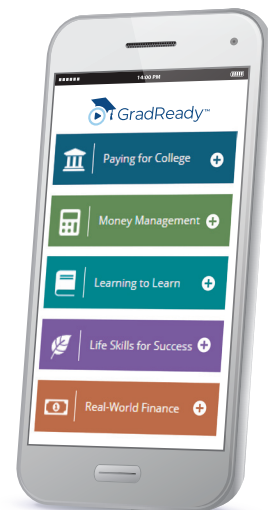 14:00 PM
GradReady™
Paying for College
Money Management
Learning to Learn
Life Skills for Success
Real-World Finance